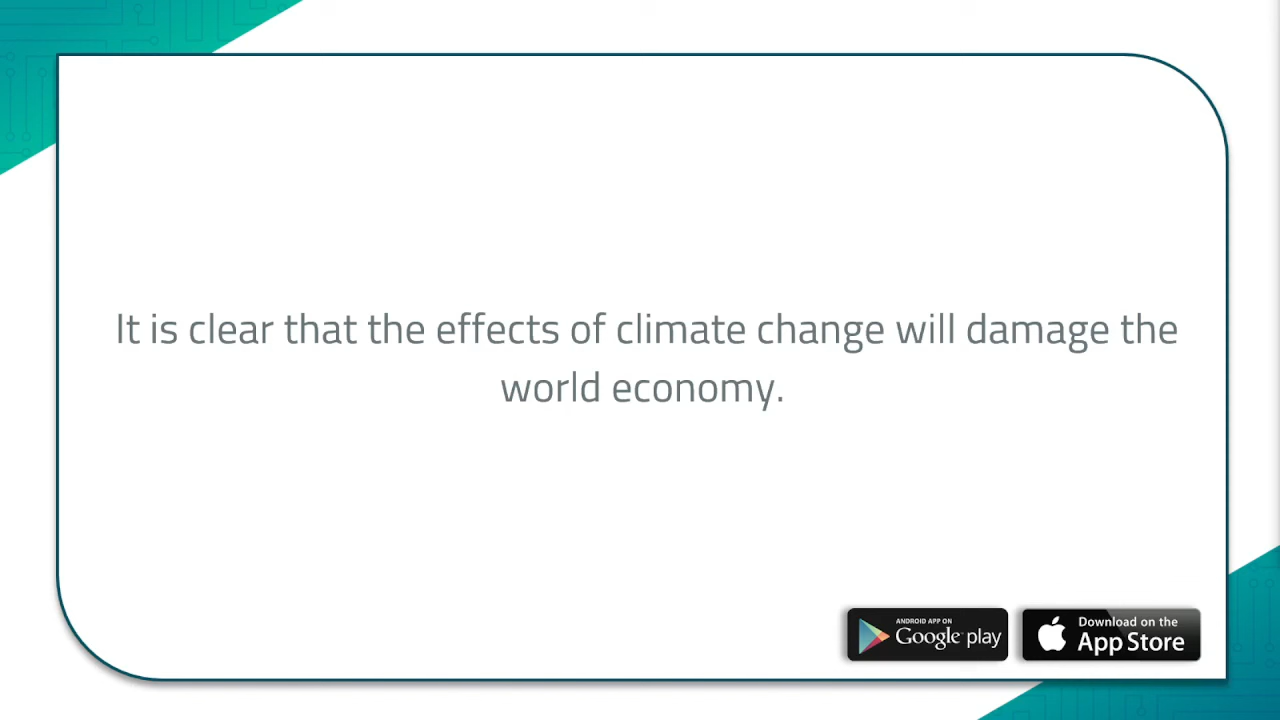 It is clear that the effects of climate change will damage the
world economy.
ANDROID APP ON
Google play
Download on the
App Store